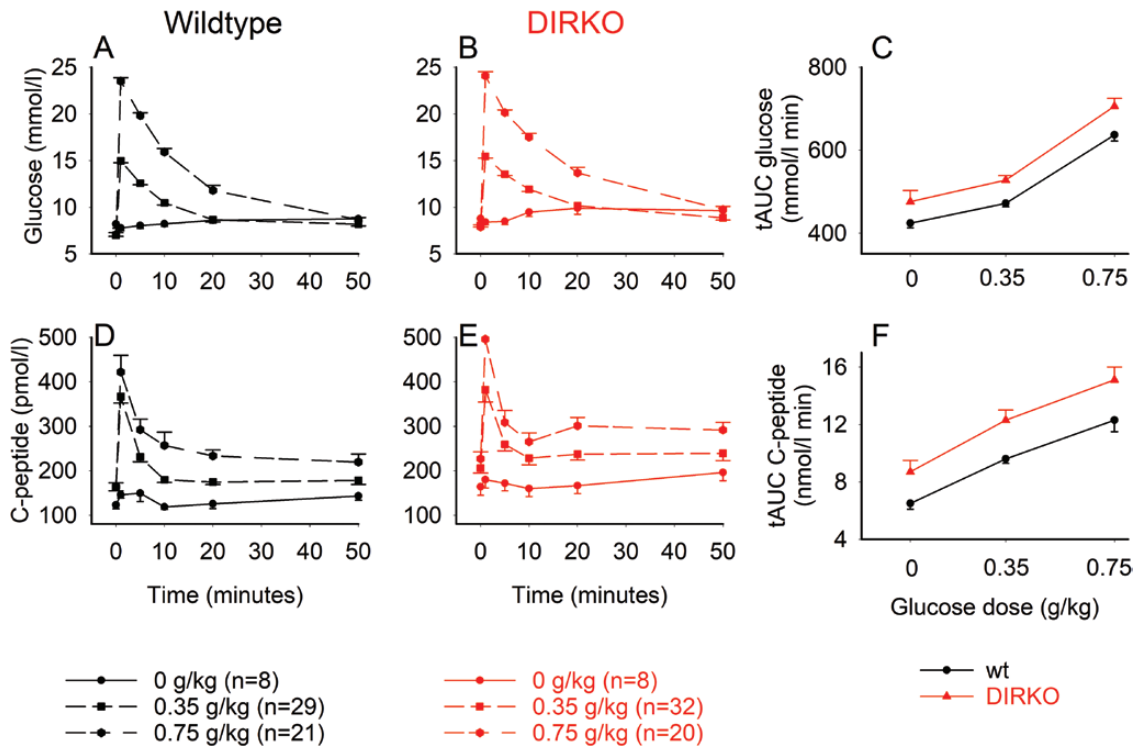 Wildtype
DIRKO
A
B
C
Glucose (mmol/l)
25
20
15
10
5
0 10 20 30 40 50
25
20
15
10
5
0 10 20 30 40 50
tAUC glucose
(mmol/l min)
800
600
400
0 0.35 0.75
D
E
F
C-peptide (pmol/l)
500
400
300
200
100
0 10 20 30 40 50
Time (minutes)
500
400
300
200
100
0 10 20 30 40 50
Time (minutes)
tAUC C-peptide
(nmol/l min)
16
12
8
4
0 0.35 0.75
Glucose dose (g/kg)
0 g/kg (n=8)
0.35 g/kg (n=29)
0.75 g/kg (n=21)
0 g/kg (n=8)
0.35 g/kg (n=32)
0.75 g/kg (n=20)
wt
DIRKO